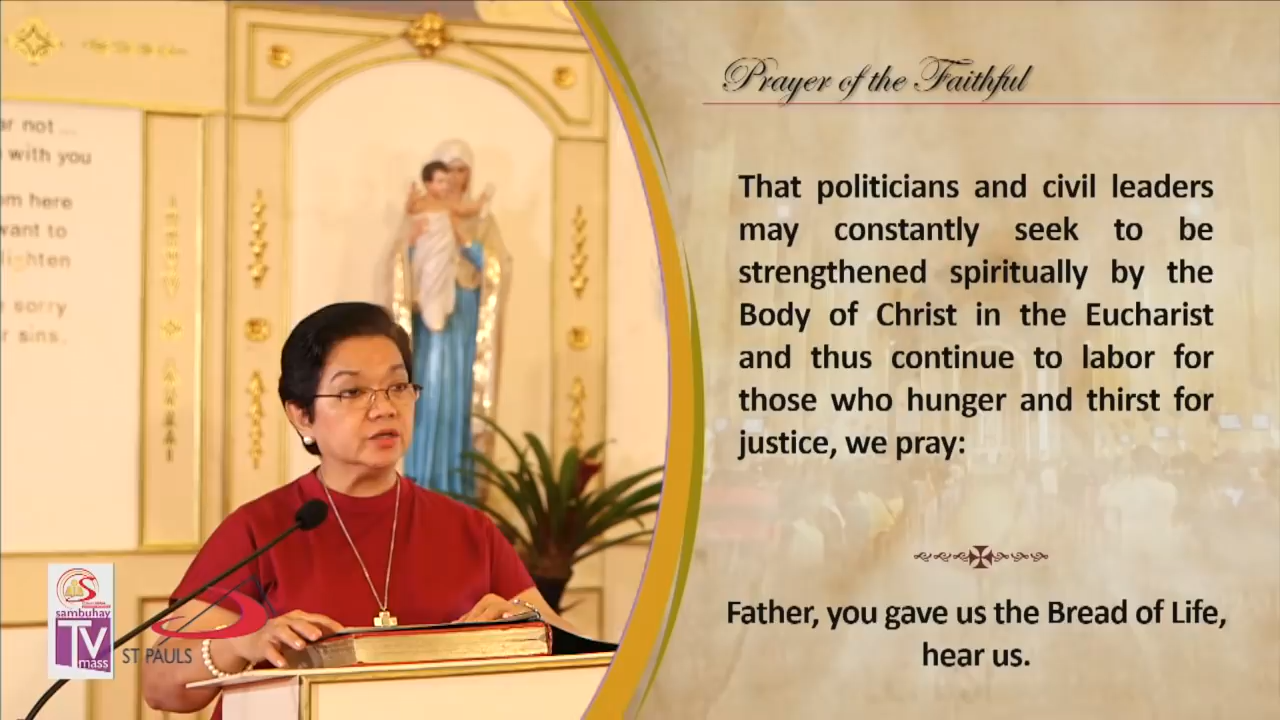 ar not ...
with you
om here
want to
lighten
sorry
r sins.
Prayer of the Faithful
That politicians and civil leaders
may constantly seek to be
strengthened spiritually by the
Body of Christ in the Eucharist
and thus continue to labor for
those who hunger and thirst for
justice, we pray:
Father, you gave us the Bread of Life,
hear us.
sambuhay
TV
mass
ST PAULS